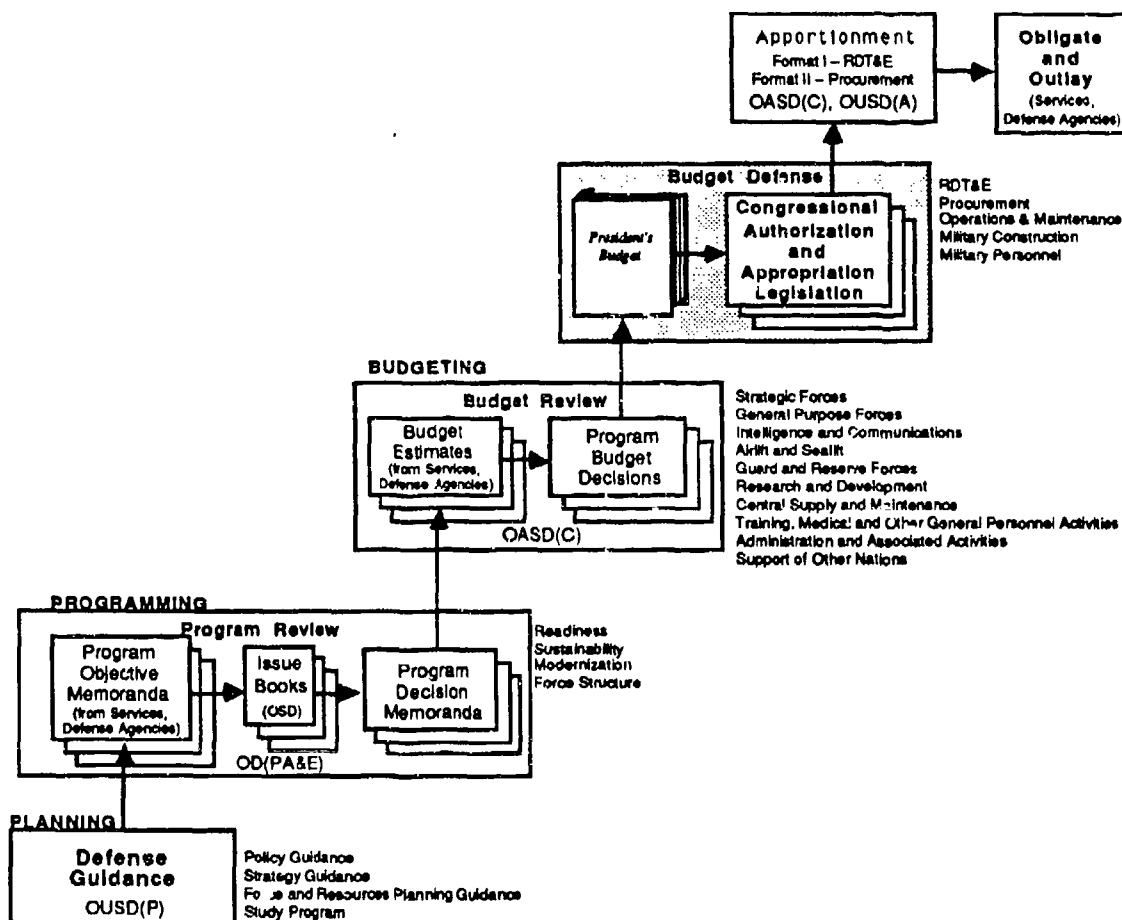 Apportionment
Format I – RDT&E
Format II – Procurement
OASD(C), OUSD(A)
Obligate
and
Outlay
(Services,
Defense Agencies)
Budget Defense
President's
Budget
Congressional
Authorization
and
Appropriation
Legislation
RDT&E
Procurement
Operations & Maintenance
Military Construction
Military Personnel
BUDGETING
Budget Review
Budget
Estimates
(from Services,
Defense Agencies)
Program
Budget
Decisions
OASD(C)
Strategic Forces
General Purpose Forces
Intelligence and Communications
Airlift and Sealift
Guard and Reserve Forces
Research and Development
Central Supply and Maintenance
Training, Medical and Other General Personnel Activities
Administration and Associated Activities
Support of Other Nations
PROGRAMMING
Program Review
Program
Objective
Memoranda
(from Services,
Defense Agencies)
Issue
Books
(OSD)
Program
Decision
Memoranda
OD(PA&E)
Readiness
Sustainability
Modernization
Force Structure
PLANNING
Defense
Guidance
OUSD(P)
Policy Guidance
Strategy Guidance
Force and Resources Planning Guidance
Study Program